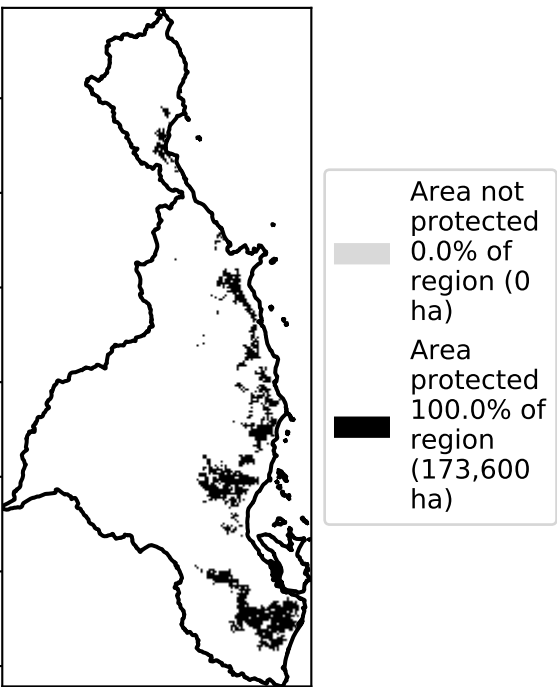 Area not
protected
0.0% of
region (0
ha)
Area
protected
100.0% of
region
(173,600
ha)